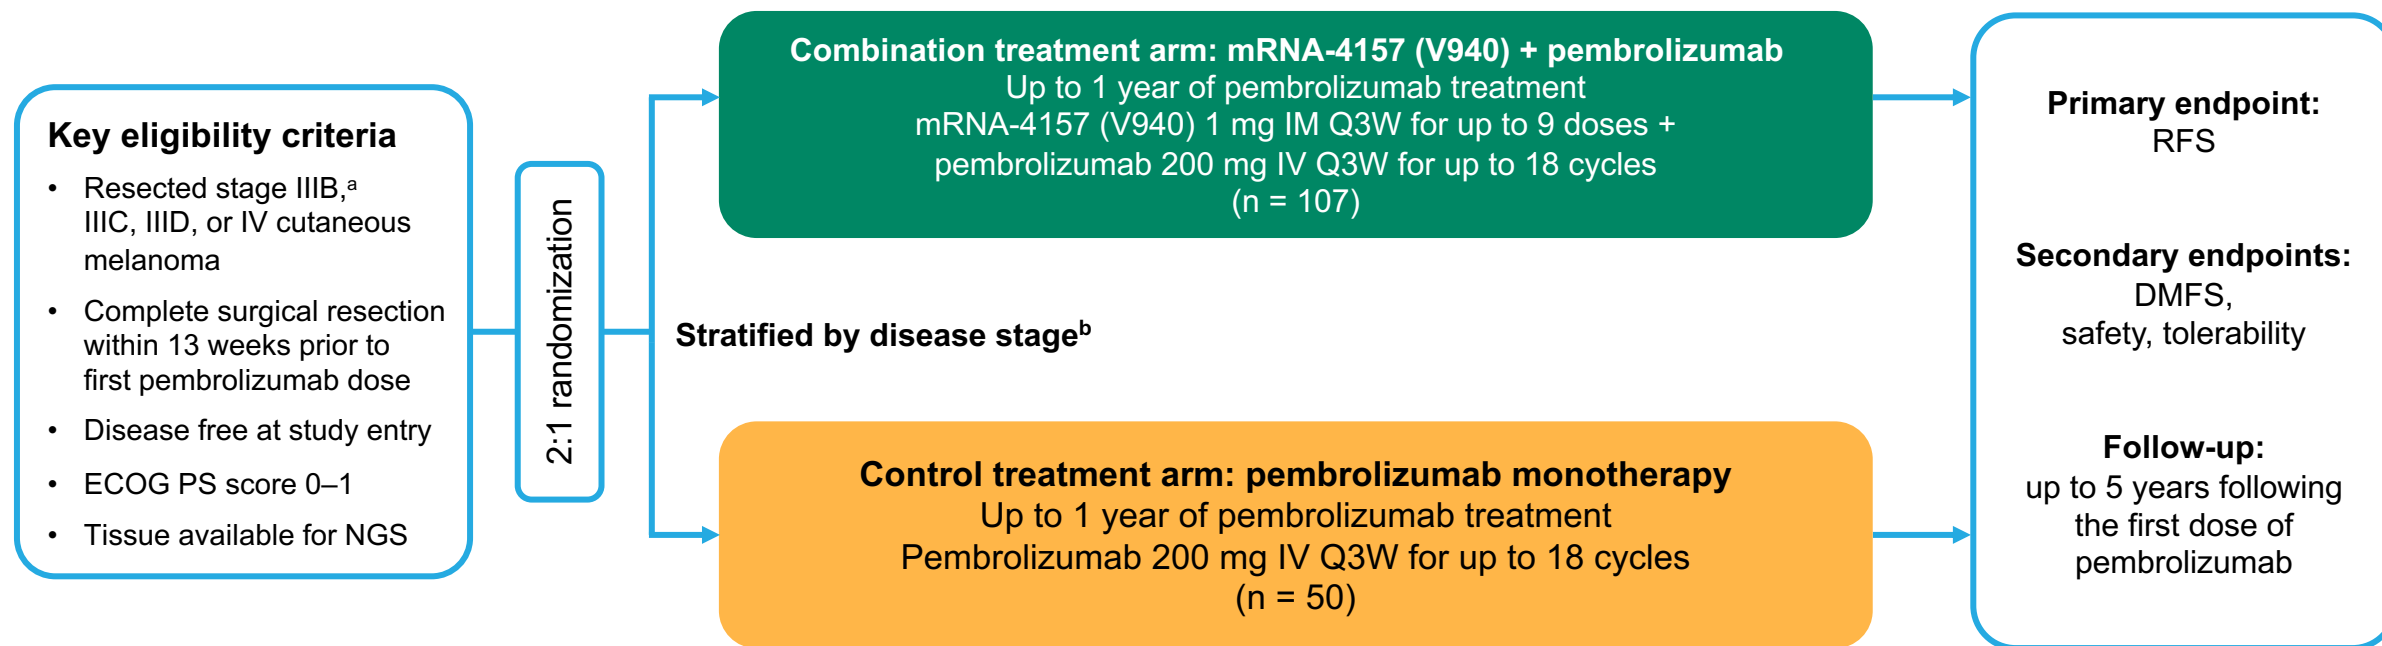 Key eligibility criteria
• Resected stage IIIB,ᵃ
IIIC, IIID, or IV cutaneous
melanoma
• Complete surgical resection
within 13 weeks prior to
first pembrolizumab dose
• Disease free at study entry
• ECOG PS score 0–1
• Tissue available for NGS
2:1 randomization
Combination treatment arm: mRNA-4157 (V940) + pembrolizumab
Up to 1 year of pembrolizumab treatment
mRNA-4157 (V940) 1 mg IM Q3W for up to 9 doses +
pembrolizumab 200 mg IV Q3W for up to 18 cycles
(n = 107)
Stratified by disease stageᵇ
Control treatment arm: pembrolizumab monotherapy
Up to 1 year of pembrolizumab treatment
Pembrolizumab 200 mg IV Q3W for up to 18 cycles
(n = 50)
Primary endpoint:
RFS
Secondary endpoints:
DMFS,
safety, tolerability
Follow-up:
up to 5 years following
the first dose of
pembrolizumab